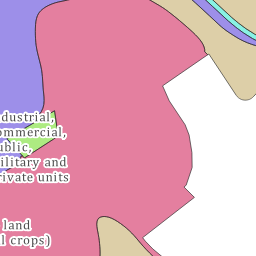 dustrial,
ommercial,
ublic,
ilitary and
rivate units
land
l crops)